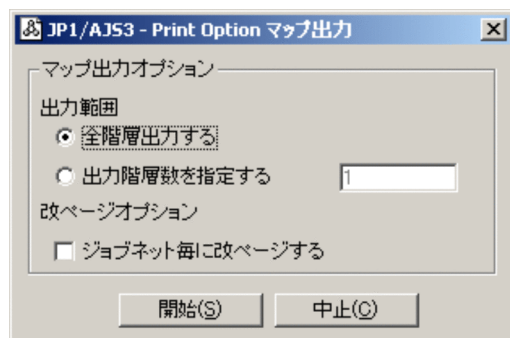 JP1/AJS3 - Print Option マップ出力
マップ出力オプション
出力範囲
全階層出力する
出力階層数を指定する 1
改ページオプション
ジョブネット毎に改ページする
開始(S) 中止(C)